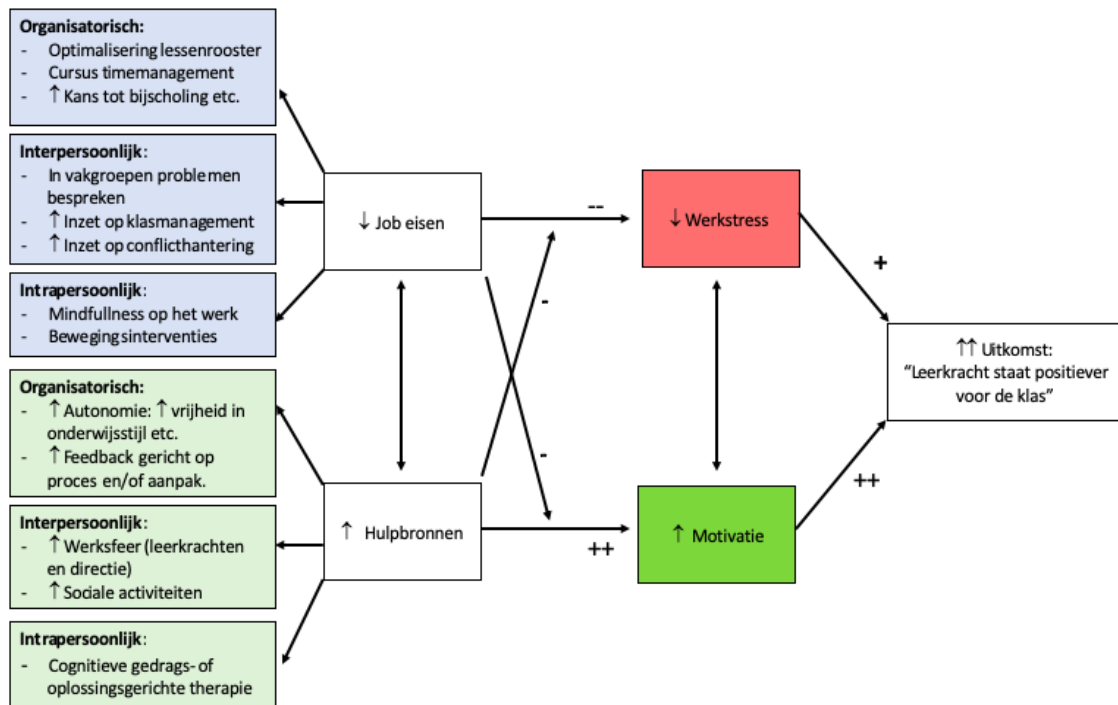 Organisatorisch:
- Optimalisering lessenrooster
- Cursus timemanagement
- ↑ Kans tot bijscholing etc.
Interpersoonlijk:
- In vakgroepen problemen
bespreken
- ↑ Inzet op klasmanagement
- ↑ Inzet op conflicthantering
Intrapersoonlijk:
- Mindfullness op het werk
- Bewegingsinterventies
Organisatorisch:
- ↑ Autonomie: ↑ vrijheid in
onderwijsstijl etc.
- ↑ Feedback gericht op
proces en/of aanpak.
Interpersoonlijk:
- ↑ Werksfeer (leerkrachten
en directie)
- ↑ Sociale activiteiten
Intrapersoonlijk:
- Cognitieve gedrags- of
oplossingsgerichte therapie
↓ Job eisen
↑ Hulpbronnen
--
-
-
++
↓ Werkstress
↑ Motivatie
+
++
↑↑ Uitkomst:
“Leerkracht staat positiever
voor de klas”